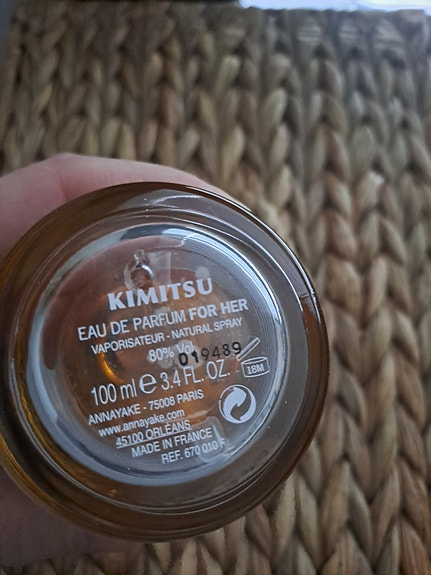 KIMITSU
EAU DE PARFUM FOR HER
VAPORISATEUR - NATURAL SPRAY
80% Vol 019489
100 ml ℮ 3.4 FL. OZ. 18M
ANNAYAKE - 75008 PARIS
www.annayake.com
45100 ORLÉANS
MADE IN FRANCE
REF. 670 010 F